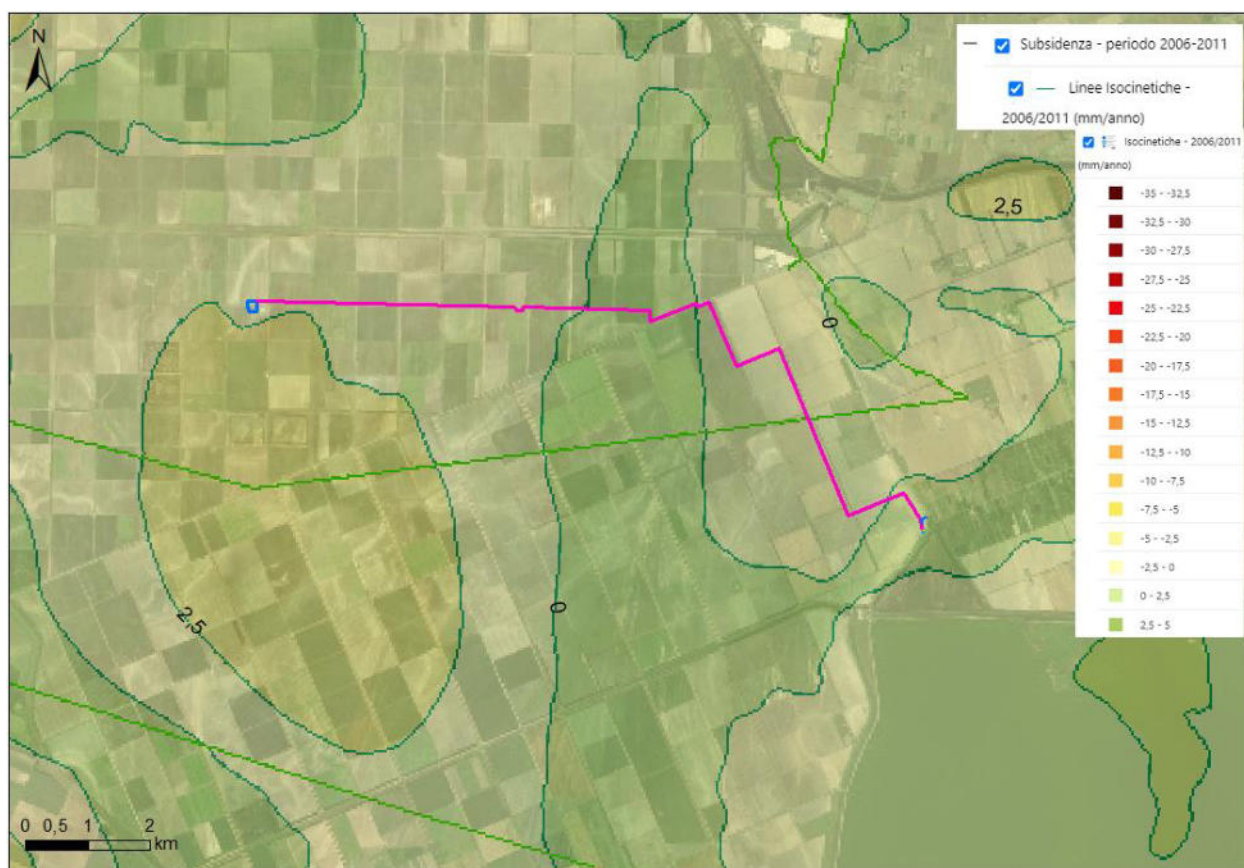 N
Subsidenza - periodo 2006-2011
Linee Isocinetiche -
2006/2011 (mm/anno)
Isocinetiche - 2006/2011
(mm/anno)
-35 - -32,5
-32,5 - -30
-30 - -27,5
-27,5 - -25
-25 - -22,5
-22,5 - -20
-20 - -17,5
-17,5 - -15
-15 - -12,5
-12,5 - -10
-10 - -7,5
-7,5 - -5
-5 - -2,5
-2,5 - 0
0 - 2,5
2,5 - 5
2,5
0
2,5
0
0 0,5 1 2
km